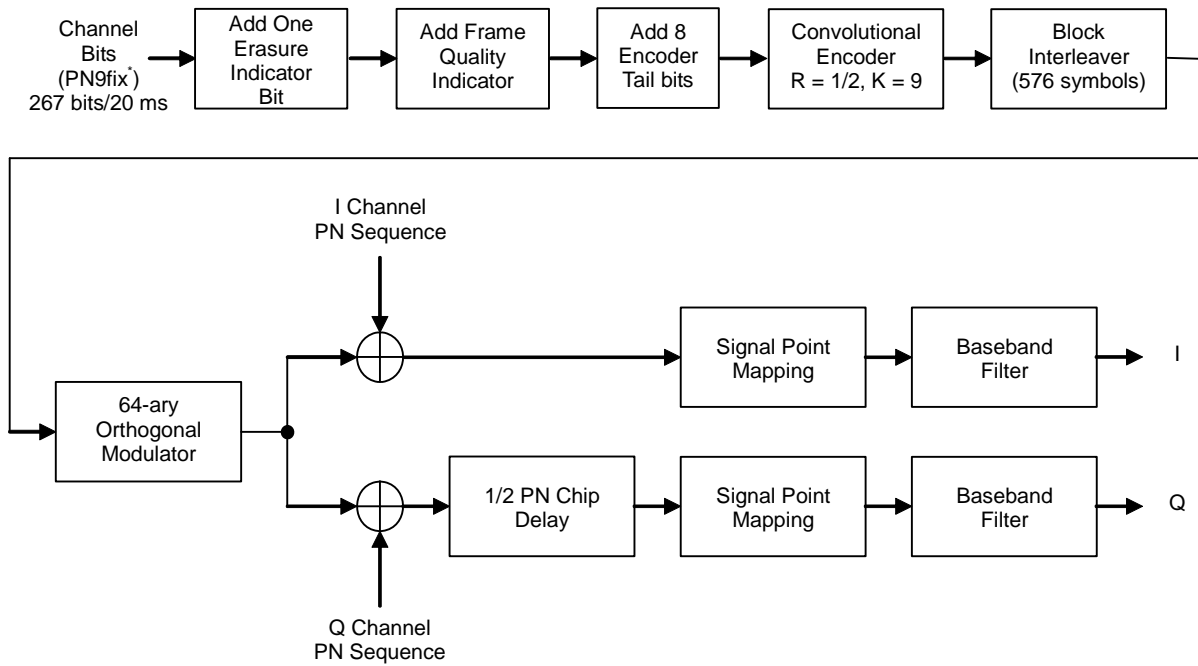 Channel
Bits
(PN9fix*)
267 bits/20 ms
Add One
Erasure
Indicator
Bit
Add Frame
Quality
Indicator
Add 8
Encoder
Tail bits
Convolutional
Encoder
R = 1/2, K = 9
Block
Interleaver
(576 symbols)
I Channel
PN Sequence
Signal Point
Mapping
Baseband
Filter
I
64-ary
Orthogonal
Modulator
1/2 PN Chip
Delay
Signal Point
Mapping
Baseband
Filter
Q
Q Channel
PN Sequence